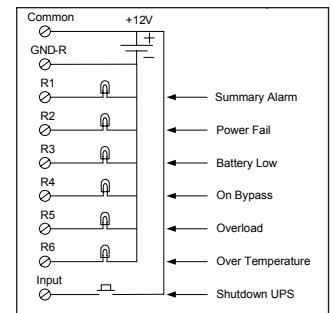 Common
+12V
+
GND-R
−
R1
Summary Alarm
R2
Power Fail
R3
Battery Low
R4
On Bypass
R5
Overload
R6
Over Temperature
Input
Shutdown UPS